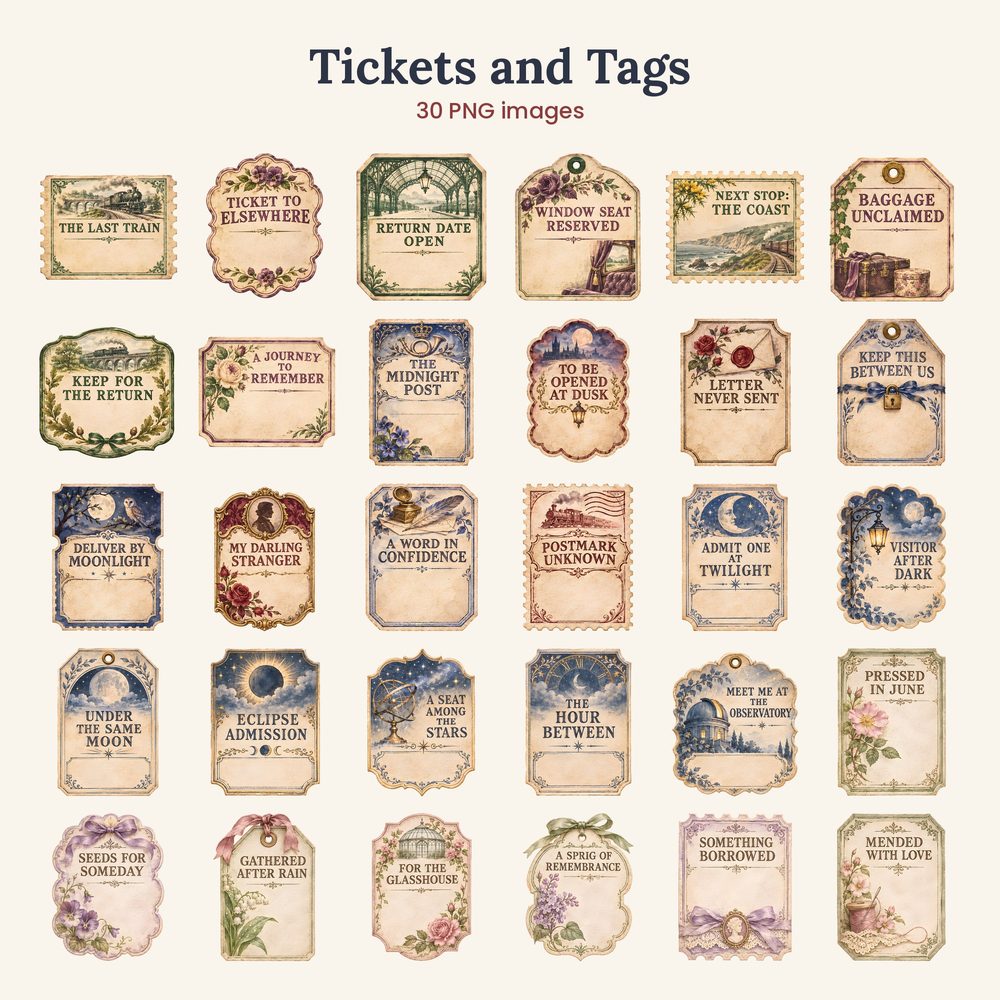 Tickets and Tags
30 PNG images
THE LAST TRAIN
TICKET TO
ELSEWHERE
RETURN DATE
OPEN
WINDOW SEAT
RESERVED
NEXT STOP:
THE COAST
BAGGAGE
UNCLAIMED
KEEP FOR
THE RETURN
A JOURNEY
TO
REMEMBER
THE
MIDNIGHT
POST
TO BE
OPENED
AT DUSK
LETTER
NEVER SENT
KEEP THIS
BETWEEN US
DELIVER BY
MOONLIGHT
MY DARLING
STRANGER
A WORD IN
CONFIDENCE
POSTMARK
UNKNOWN
ADMIT ONE
AT
TWILIGHT
VISITOR
AFTER
DARK
UNDER
THE SAME
MOON
ECLIPSE
ADMISSION
A SEAT
AMONG
THE
STARS
THE
HOUR
BETWEEN
MEET ME AT
THE
OBSERVATORY
PRESSED
IN JUNE
SEEDS FOR
SOMEDAY
GATHERED
AFTER RAIN
FOR THE
GLASSHOUSE
A SPRIG OF
REMEMBRANCE
SOMETHING
BORROWED
MENDED
WITH LOVE